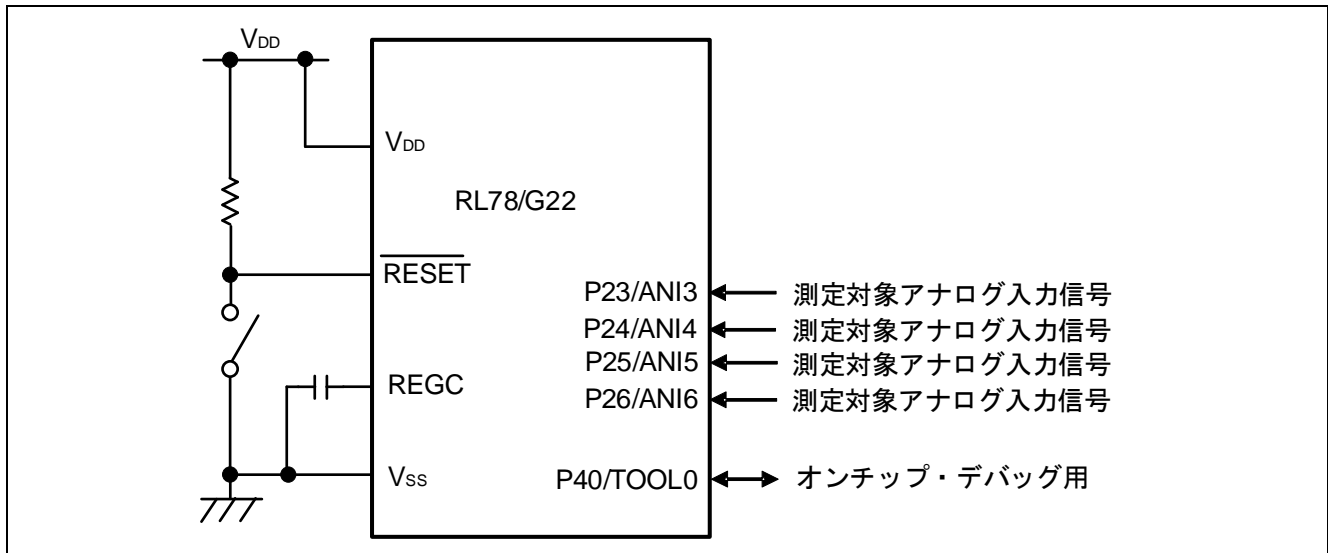 VDD
VDD
RL78/G22
RESET
P23/ANI3 測定対象アナログ入力信号
P24/ANI4 測定対象アナログ入力信号
P25/ANI5 測定対象アナログ入力信号
REGC
P26/ANI6 測定対象アナログ入力信号
VSS
P40/TOOL0 オンチップ・デバッグ用